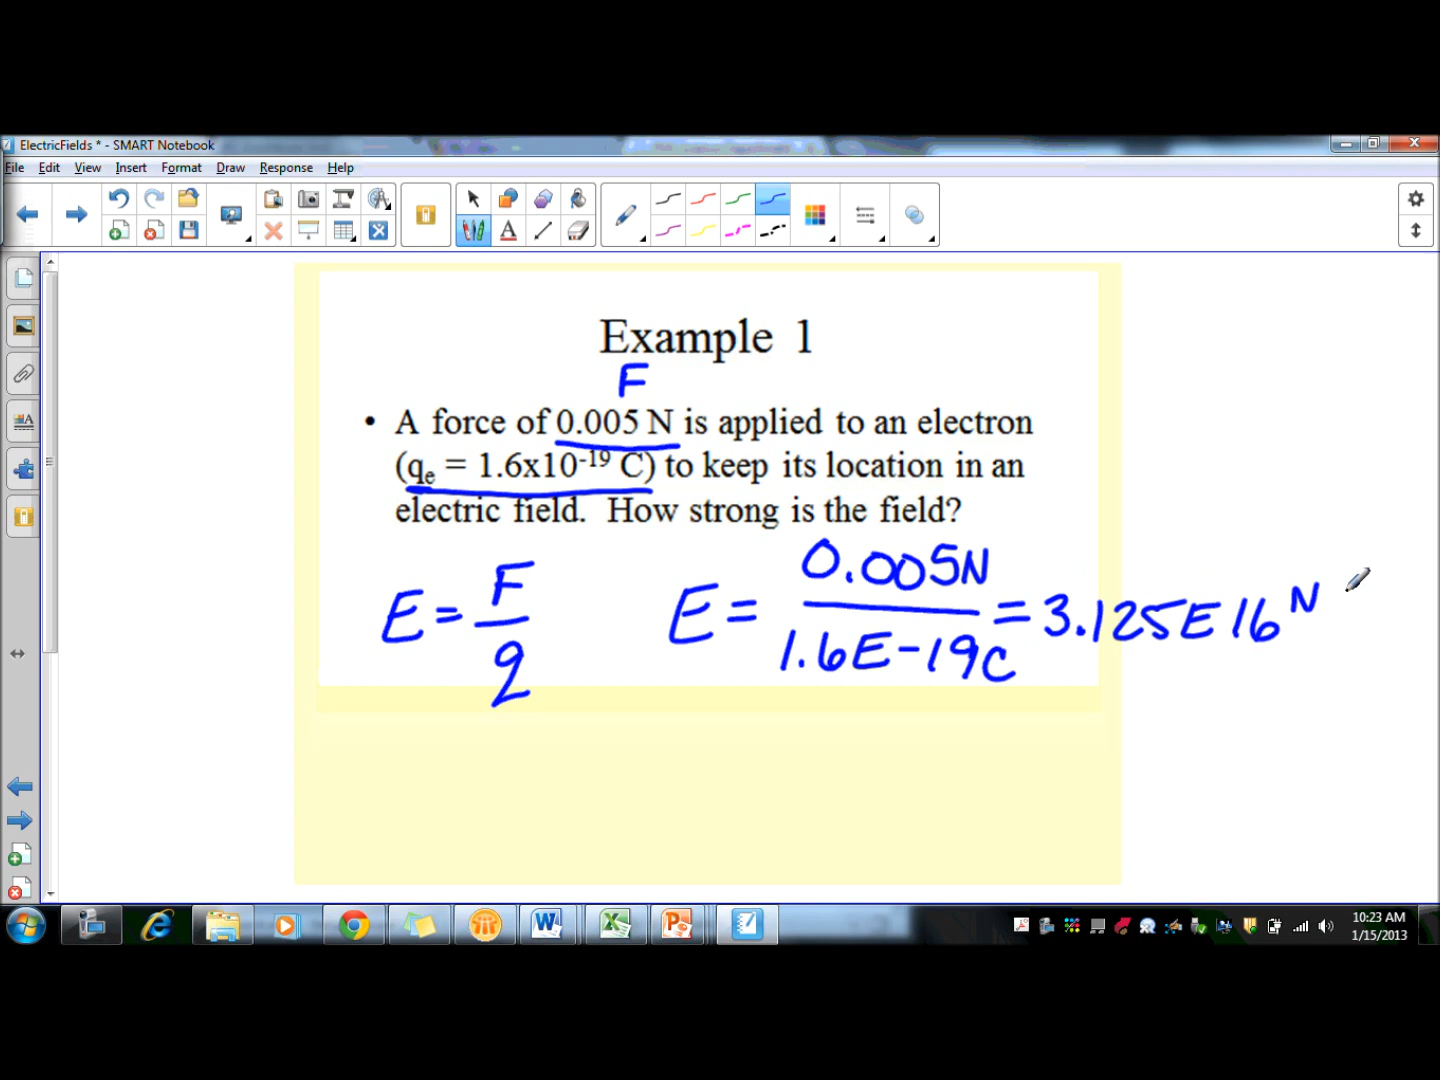 ElectricFields * - SMART Notebook
File Edit View Insert Format Draw Response Help
Example 1
F
• A force of 0.005 N is applied to an electron
(qe = 1.6x10-19 C) to keep its location in an
electric field. How strong is the field?
E = F/q E = 0.005N/1.6E-19C = 3.125E16 N
10:23 AM
1/15/2013